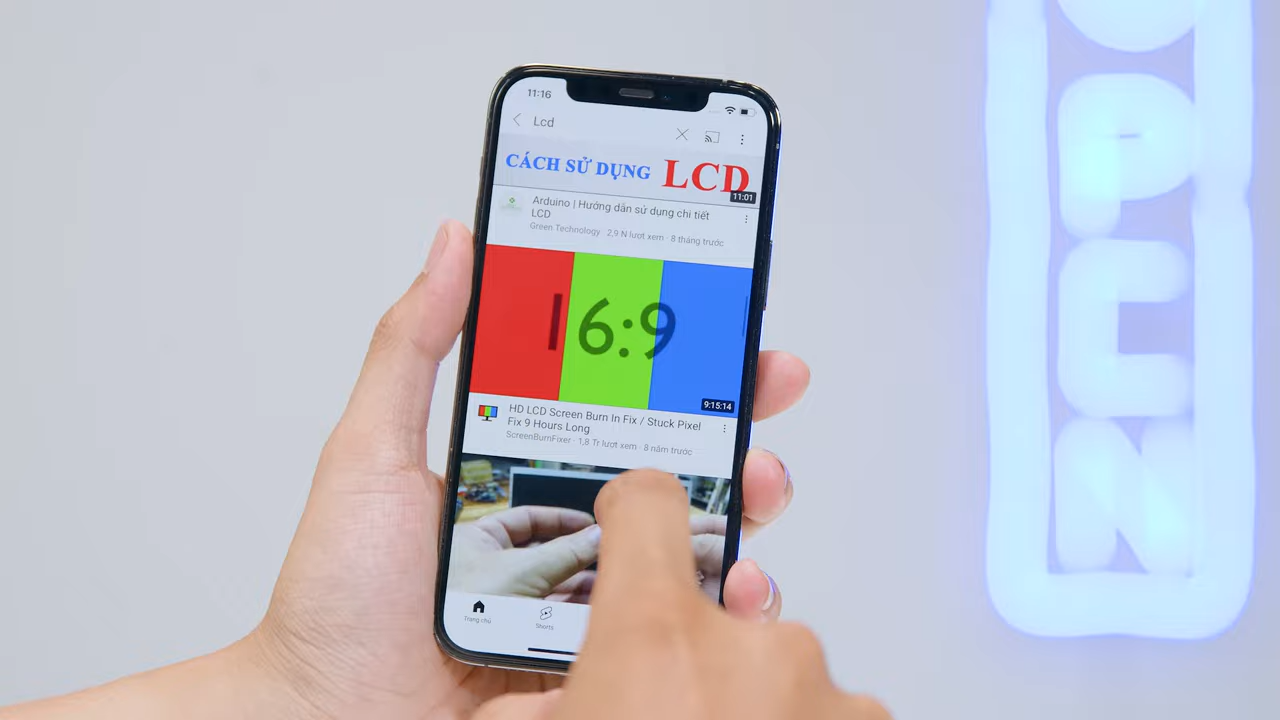 11:16
Lcd
CÁCH SỬ DỤNG LCD
11:01
Arduino | Hướng dẫn sử dụng chi tiết
LCD
Green Technology · 2,9 N lượt xem · 8 tháng trước
16:9
9:15:14
HD LCD Screen Burn In Fix / Stuck Pixel
Fix 9 Hours Long
ScreenBurnFixer · 1,8 Tr lượt xem · 8 năm trước
Trang chủ
Shorts
OPEN